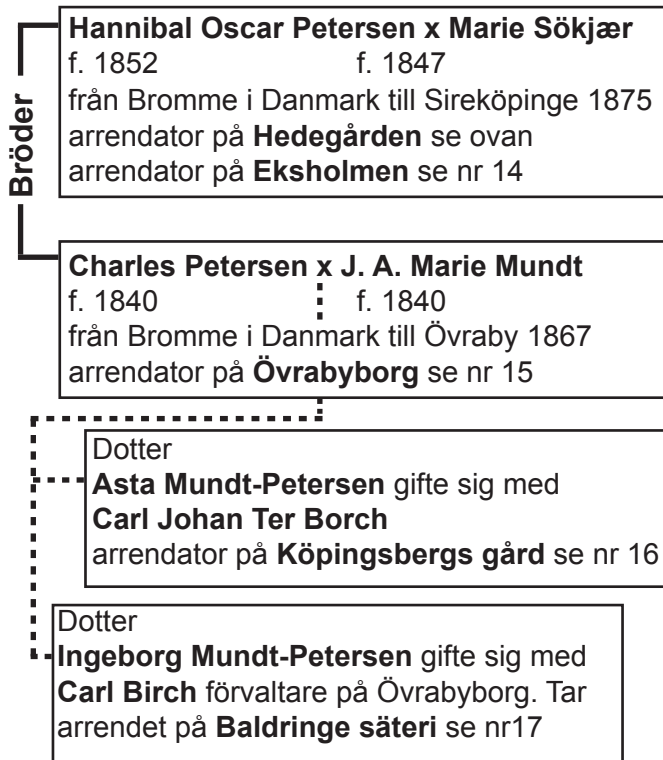 Bröder
Hannibal Oscar Petersen x Marie Sökjær
f. 1852 f. 1847
från Bromme i Danmark till Sireköpinge 1875
arrendator på Hedegården se ovan
arrendator på Eksholmen se nr 14
Charles Petersen x J. A. Marie Mundt
f. 1840 f. 1840
från Bromme i Danmark till Övraby 1867
arrendator på Övrabyborg se nr 15
Dotter
Asta Mundt-Petersen gifte sig med
Carl Johan Ter Borch
arrendator på Köpingsbergs gård se nr 16
Dotter
Ingeborg Mundt-Petersen gifte sig med
Carl Birch förvaltare på Övrabyborg. Tar
arrendet på Baldringe säteri se nr17